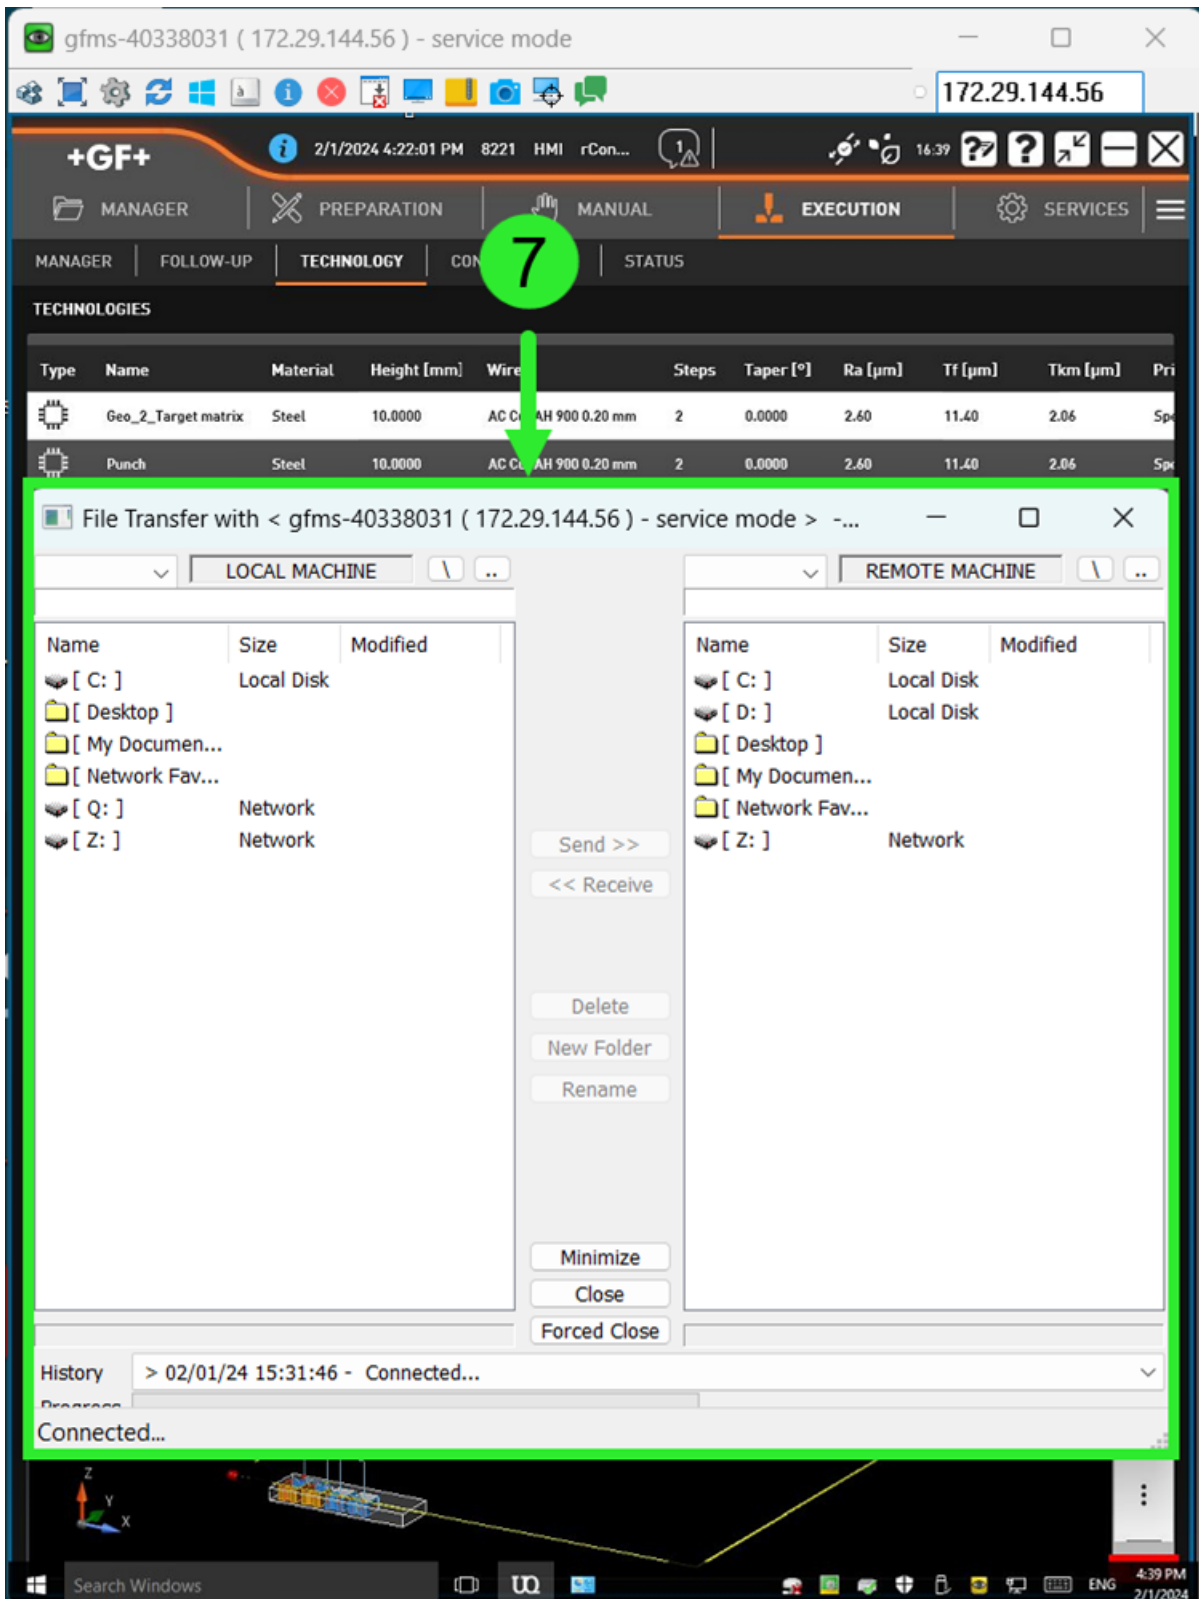 gfms-40338031 ( 172.29.144.56 ) - service mode
172.29.144.56
+GF+ 2/1/2024 4:22:01 PM 8221 HMI rCon... 1 16:39
MANAGER PREPARATION MANUAL EXECUTION SERVICES
MANAGER FOLLOW-UP TECHNOLOGY 7 STATUS
TECHNOLOGIES
Type Name Material Height [mm] Wire Steps Taper [°] Ra [µm] Tf [µm] Tkm [µm] Pri
Geo_2_Target matrix Steel 10.0000 AC C AH 900 0.20 mm 2 0.0000 2.60 11.40 2.06
Punch Steel 10.0000 AC C AH 900 0.20 mm 2 0.0000 2.60 11.40 2.06
File Transfer with < gfms-40338031 ( 172.29.144.56 ) - service mode > -...
LOCAL MACHINE \ .. REMOTE MACHINE \ ..
Name Size Modified Name Size Modified
[ C: ] Local Disk [ C: ] Local Disk
[ Desktop ] [ D: ] Local Disk
[ My Documen... [ Desktop ]
[ Network Fav... [ My Documen...
[ Q: ] Network [ Network Fav...
[ Z: ] Network Send >> [ Z: ] Network
<< Receive
Delete
New Folder
Rename
Minimize
Close
Forced Close
History > 02/01/24 15:31:46 - Connected...
Progress
Connected...
Z
Y
X
Search Windows ENG 4:39 PM
2/1/2024